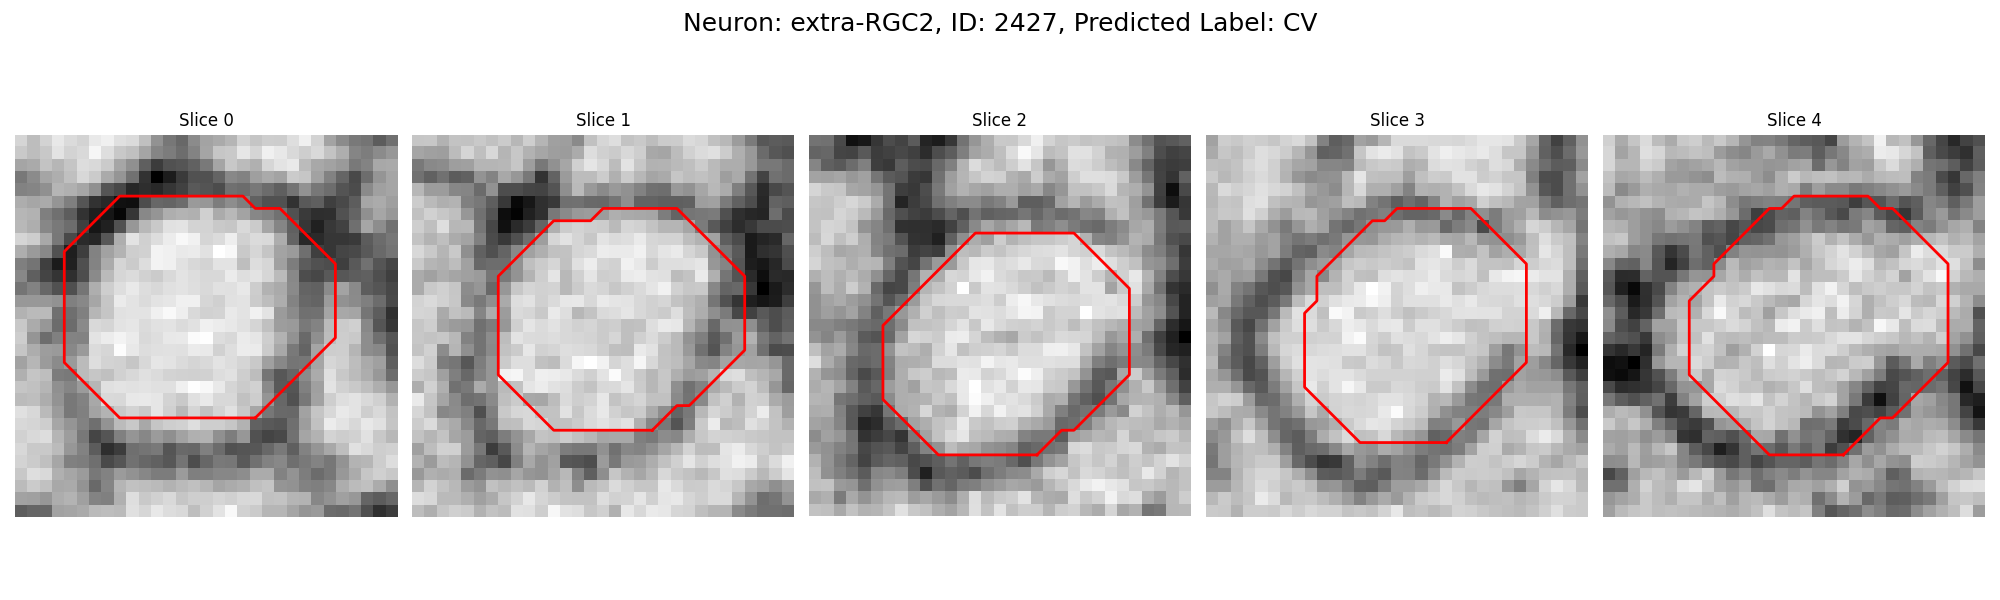 Neuron: extra-RGC2, ID: 2427, Predicted Label: CV
Slice 0
Slice 1
Slice 2
Slice 3
Slice 4